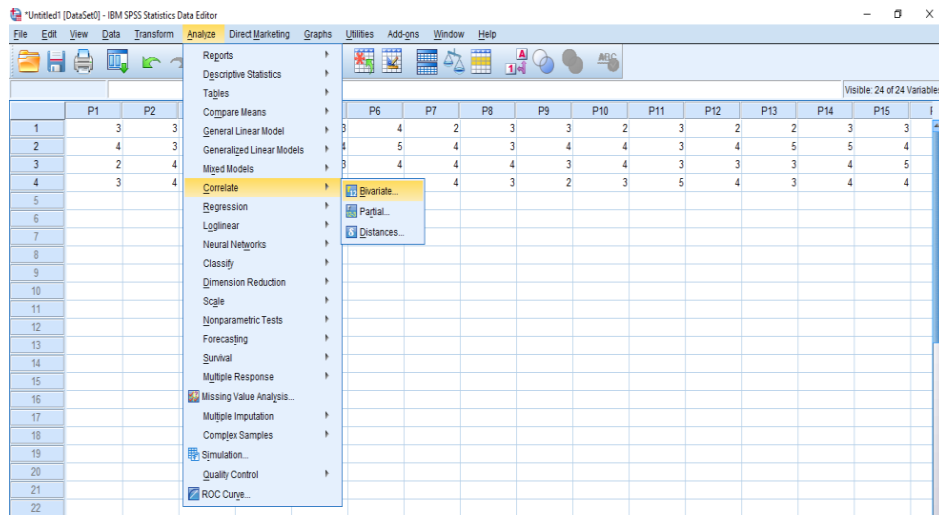 *Untitled1 [DataSet0] - IBM SPSS Statistics Data Editor
File Edit View Data Transform Analyze Direct Marketing Graphs Utilities Add-ons Window Help
Visible: 24 of 24 Variables
P1 P2 P6 P7 P8 P9 P10 P11 P12 P13 P14 P15
1 3 3 3 4 2 3 3 2 3 2 2 3 3
2 4 3 4 5 4 3 4 4 3 4 5 5 4
3 2 4 3 4 4 4 3 4 3 3 3 4 5
4 3 4 4 3 2 3 5 4 3 4 4
5
6
7
8
9
10
11
12
13
14
15
16
17
18
19
20
21
22
Reports
Descriptive Statistics
Tables
Compare Means
General Linear Model
Generalized Linear Models
Mixed Models
Correlate
Regression
Loglinear
Neural Networks
Classify
Dimension Reduction
Scale
Nonparametric Tests
Forecasting
Survival
Multiple Response
Missing Value Analysis...
Multiple Imputation
Complex Samples
Simulation...
Quality Control
ROC Curve...
Bivariate...
Partial...
Distances...